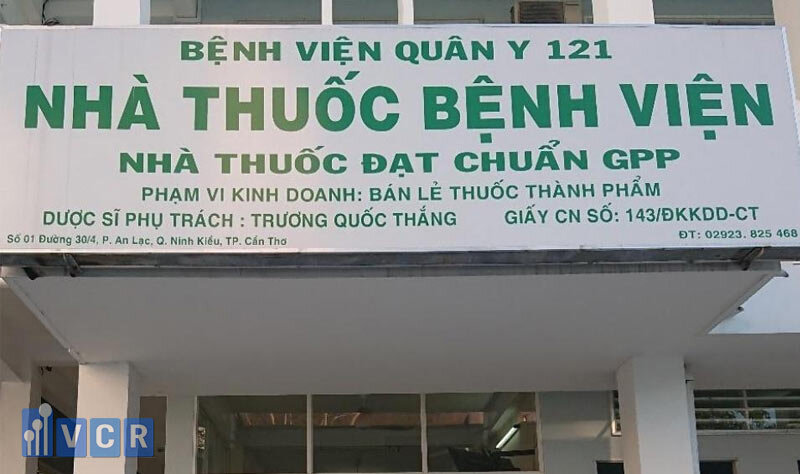 BỆNH VIỆN QUÂN Y 121
NHÀ THUỐC BỆNH VIỆN
NHÀ THUỐC ĐẠT CHUẨN GPP
PHẠM VI KINH DOANH: BÁN LẺ THUỐC THÀNH PHẨM
DƯỢC SĨ PHỤ TRÁCH : TRƯƠNG QUỐC THẮNG GIẤY CN SỐ: 143/ĐKKDD-CT
Số 01 Đường 30/4, P. An Lạc, Q. Ninh Kiều, TP. Cần Thơ ĐT: 02923. 825 468
VCR